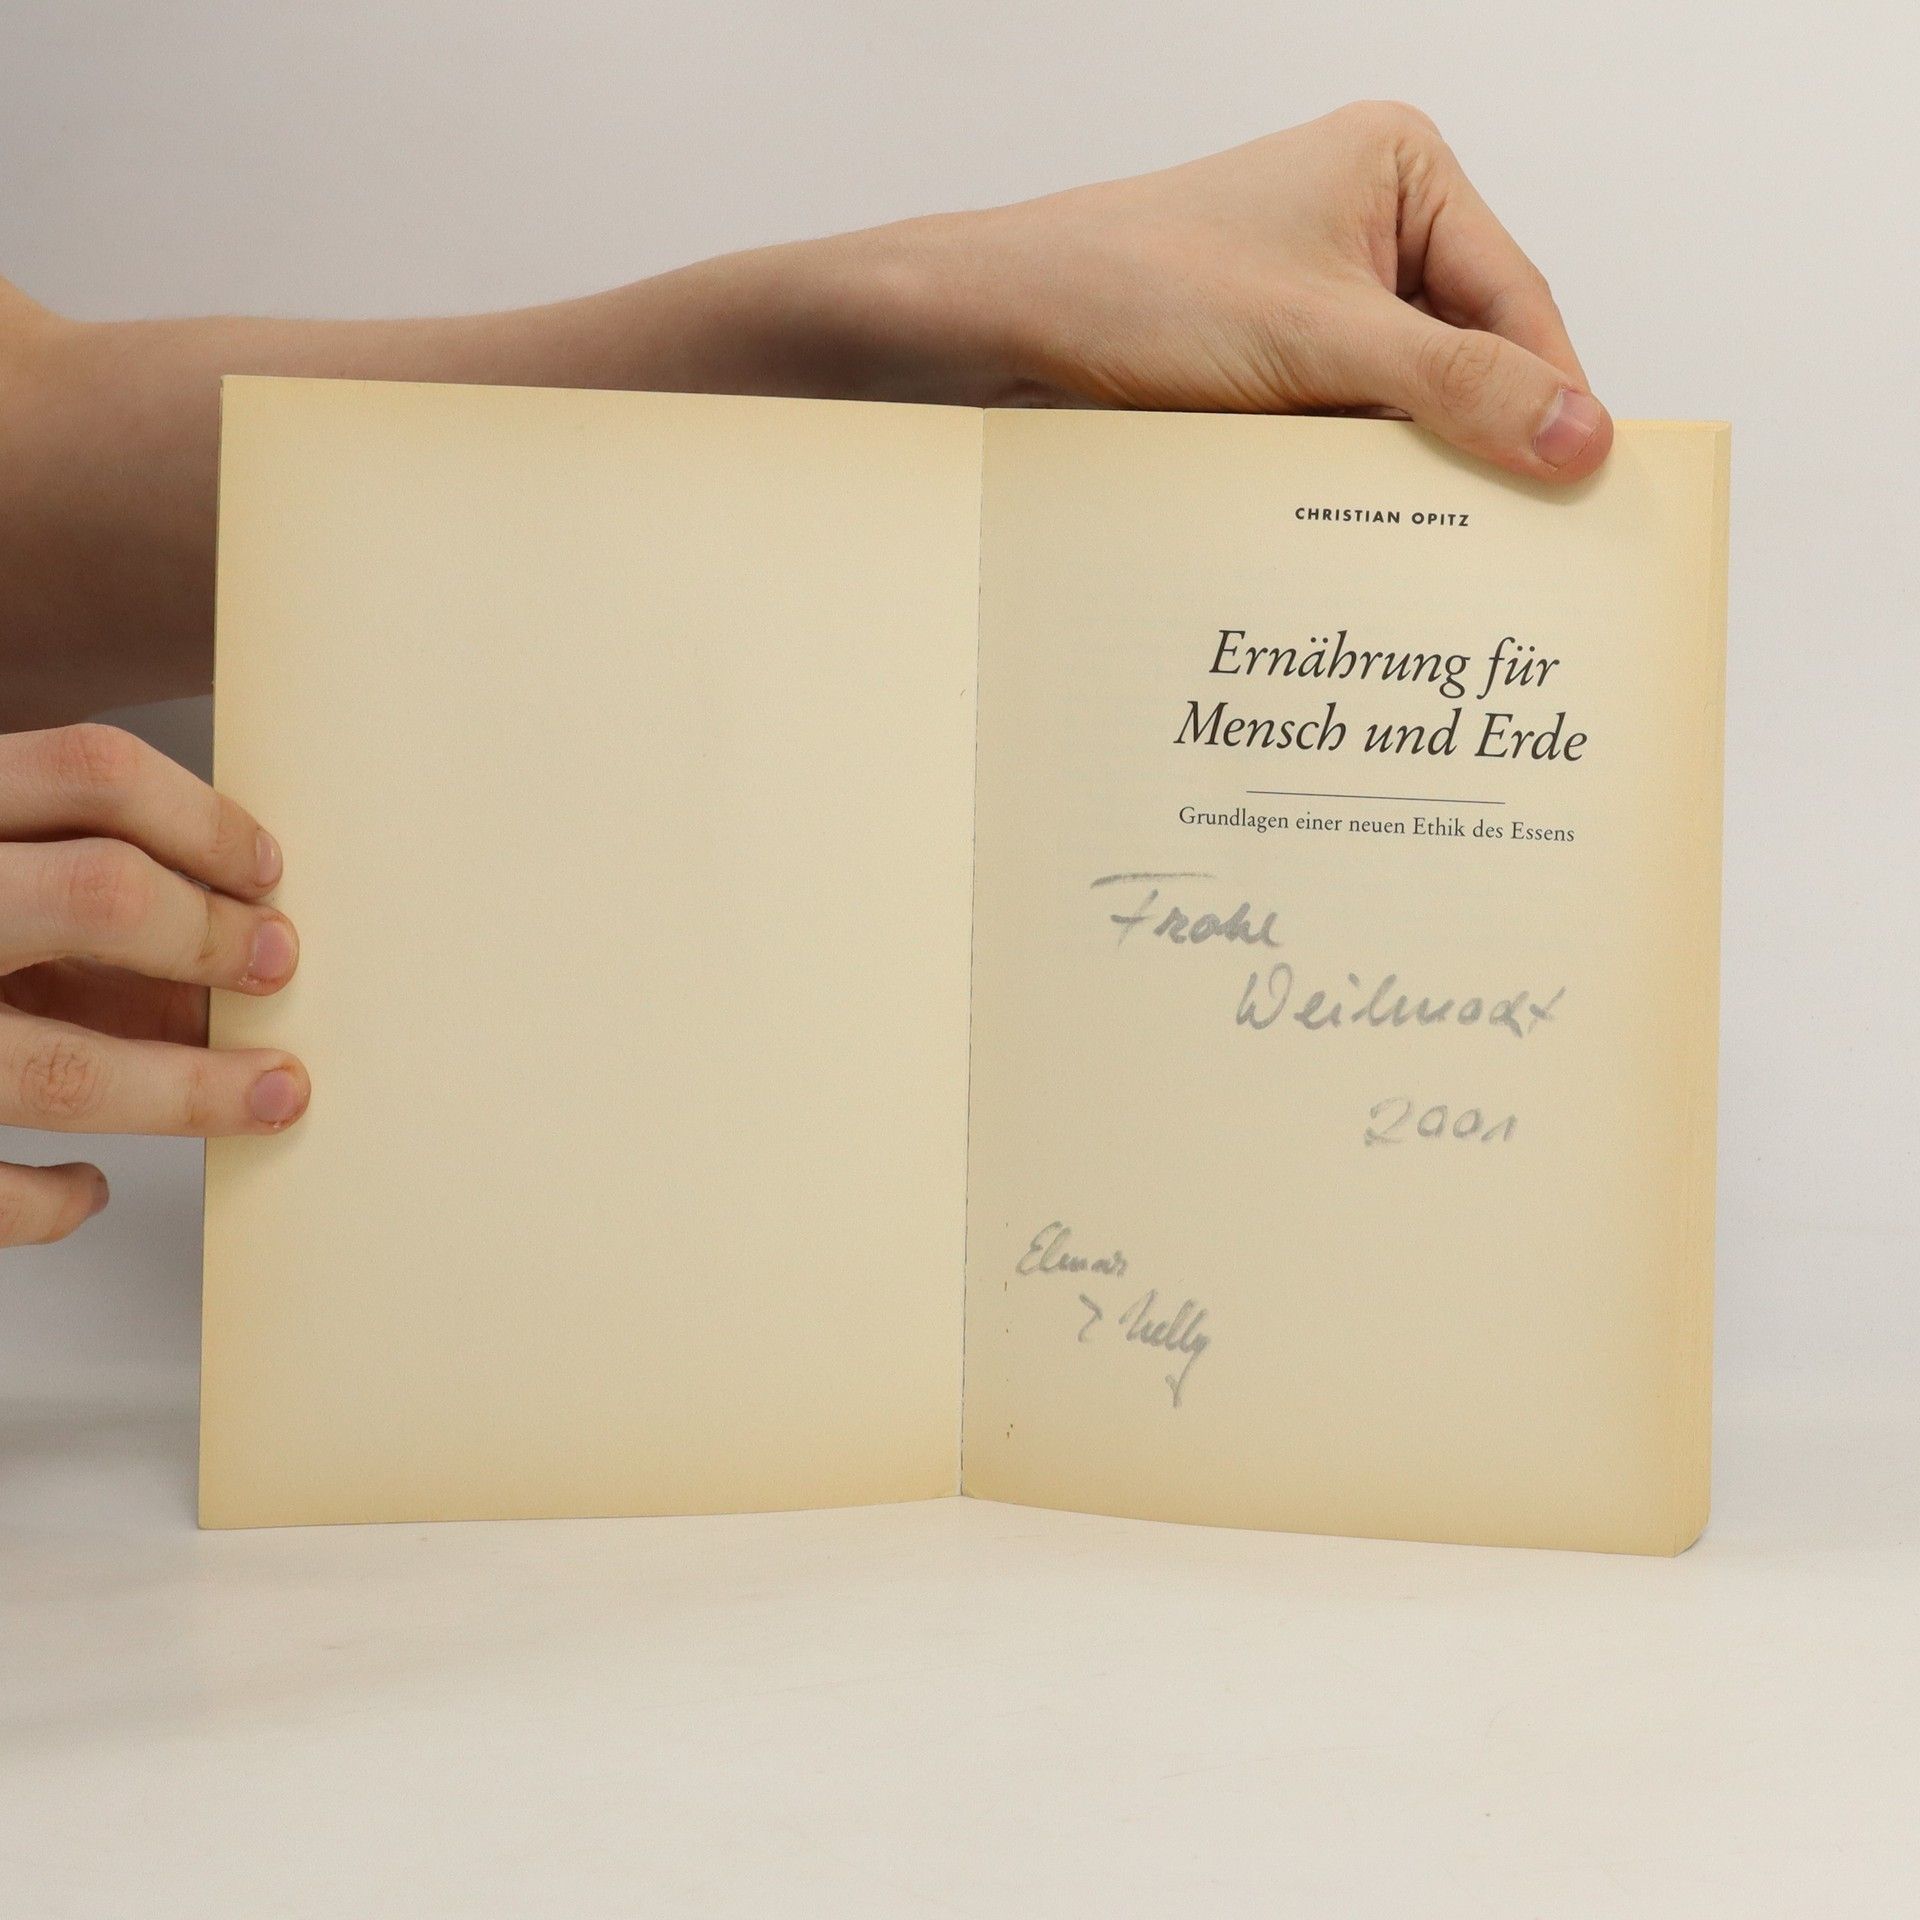 CHRISTIAN OPITZ
Ernährung für
Mensch und Erde
Grundlagen einer neuen Ethik des Essens
Frohe
Weihnacht
2001
Elmar
+ Nelly